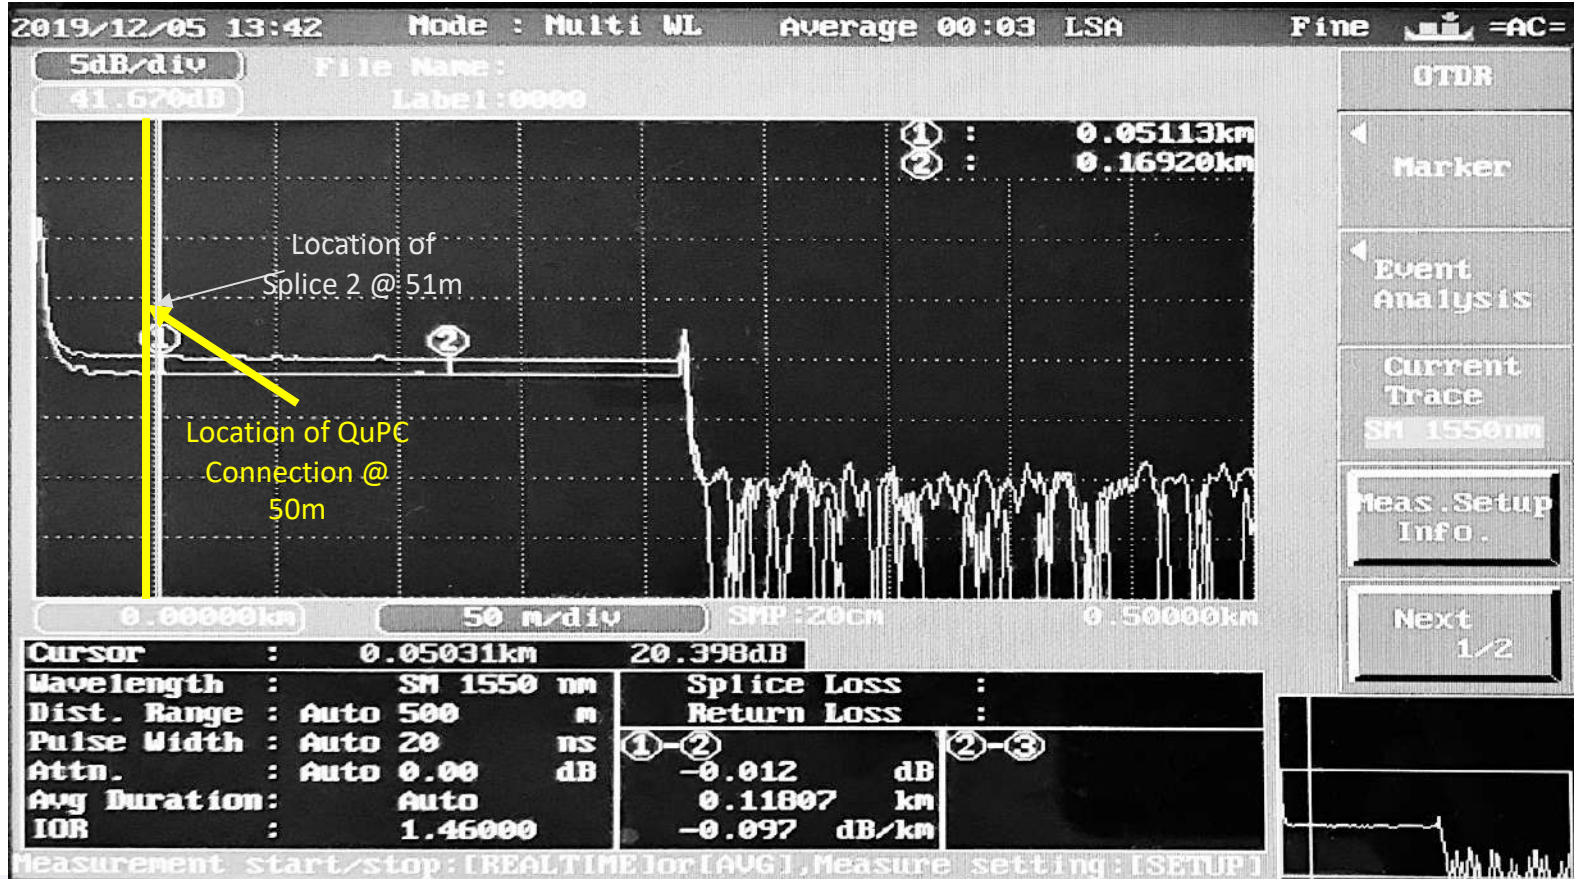 2019/12/05 13:42 Mode : Multi WL Average 00:03 LSA Fine =AC=
5dB/div File Name:
41.670dB Label:0000
OTDR
① : 0.05113km
② : 0.16920km
Marker
Location of
Splice 2 @ 51m
Event
Analysis
① ②
Current
Trace
SM 1550nm
Location of QuPC
Connection @
50m
Meas.Setup
Info.
0.00000km 50 m/div SMP:20cm 0.50000km
Next
1/2
Cursor : 0.05031km 20.398dB
Wavelength : SM 1550 nm
Dist. Range : Auto 500 m
Pulse Width : Auto 20 ns
Attn. : Auto 0.00 dB
Avg Duration: Auto
IOR : 1.46000
Splice Loss :
Return Loss :
①-② ②-③
-0.012 dB
0.11807 km
-0.097 dB/km
Measurement start/stop:[REALTIME]or[AVG],Measure setting:[SETUP]